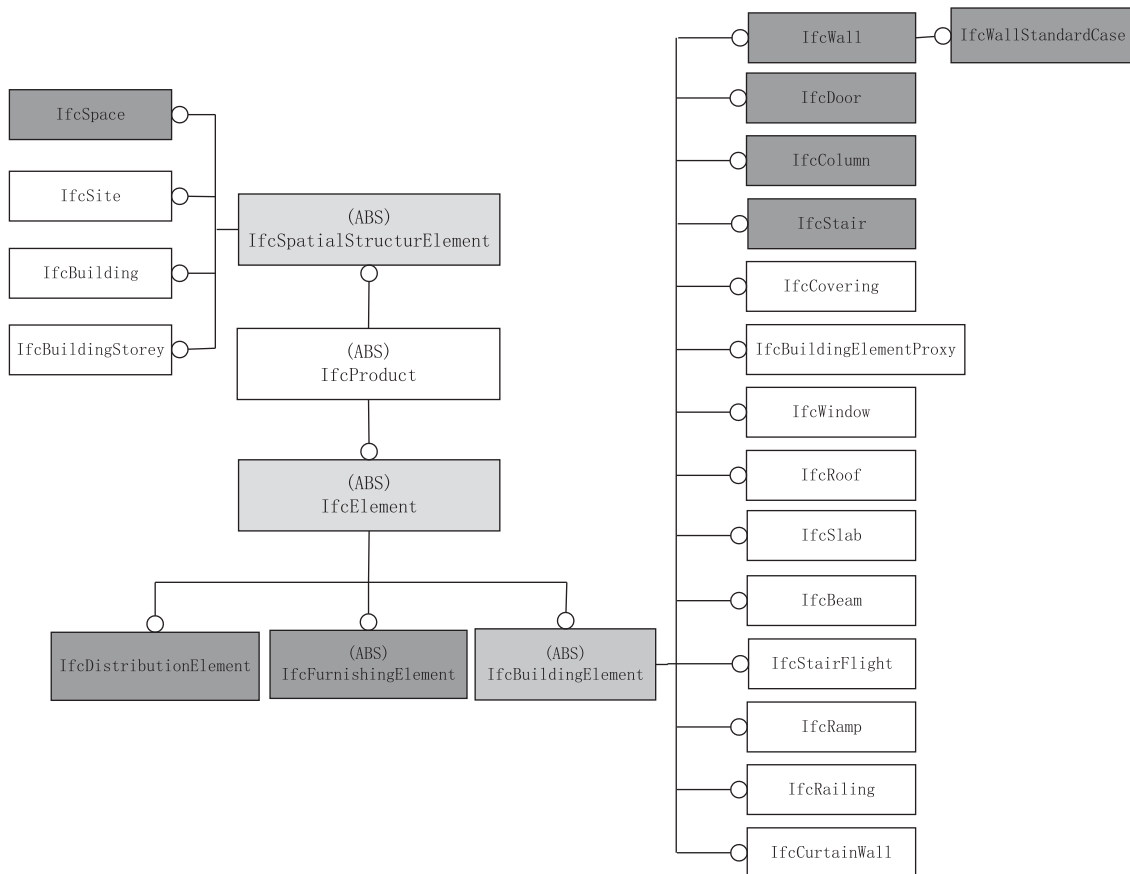 IfcSpace
IfcSite
IfcBuilding
IfcBuildingStorey
(ABS)
IfcSpatialStructurElement
(ABS)
IfcProduct
(ABS)
IfcElement
IfcDistributionElement
(ABS)
IfcFurnishingElement
(ABS)
IfcBuildingElement
IfcWall
IfcWallStandardCase
IfcDoor
IfcColumn
IfcStair
IfcCovering
IfcBuildingElementProxy
IfcWindow
IfcRoof
IfcSlab
IfcBeam
IfcStairFlight
IfcRamp
IfcRailing
IfcCurtainWall